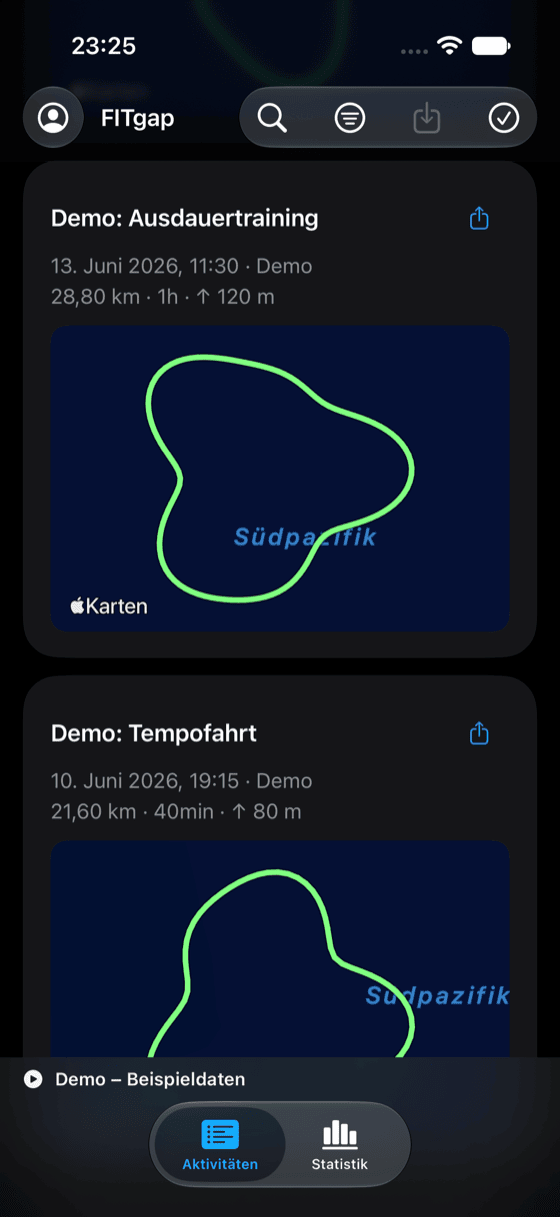 23:25
FITgap
Demo: Ausdauertraining
13. Juni 2026, 11:30 · Demo
28,80 km · 1h · ↑ 120 m
Südpazifik
Karten
Demo: Tempofahrt
10. Juni 2026, 19:15 · Demo
21,60 km · 40min · ↑ 80 m
Südpazifik
Demo – Beispieldaten
Aktivitäten
Statistik